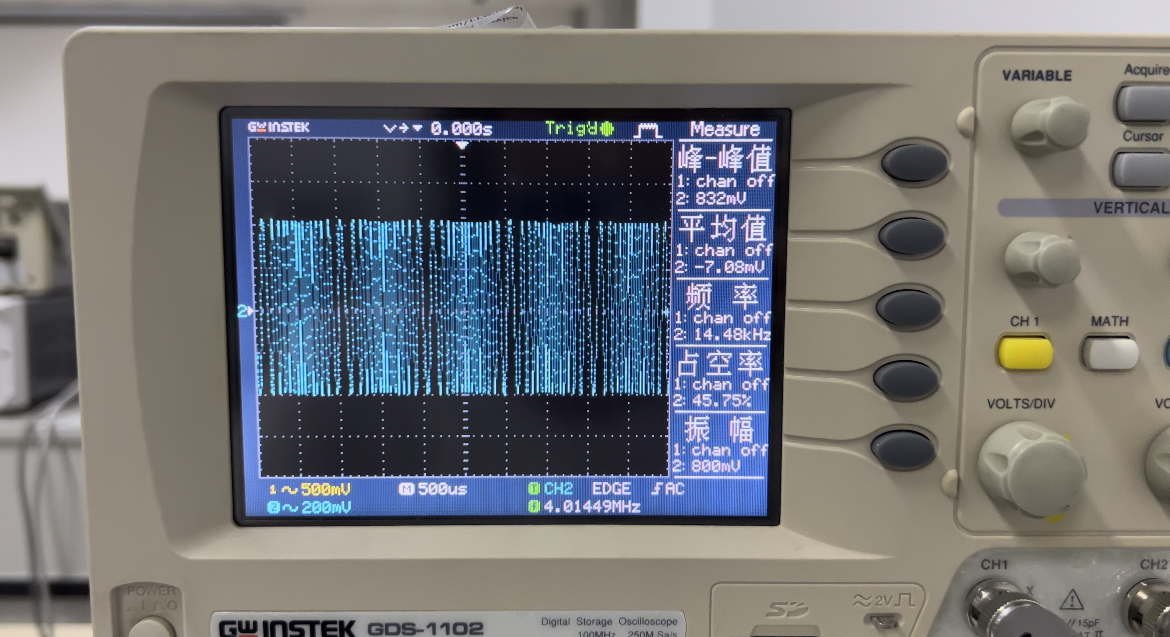 GW INSTEK 0.000s Trig'd Measure
峰-峰值
1: chan off
2: 832mV
平均值
1: chan off
2: -7.08mV
频 率
1: chan off
2: 14.48kHz
占空率
1: chan off
2: 45.75%
振 幅
1: chan off
2: 800mV
2
1 500mV M 500us T CH2 EDGE AC
2 200mV f 4.01449MHz
VARIABLE
Acquire
Cursor
VERTICAL
CH 1
MATH
VOLTS/DIV
POWER
GW INSTEK GDS-1102
Digital Storage Oscilloscope
100MHz 250M Sa/s
SD
2V
CH1
CH2
15pF